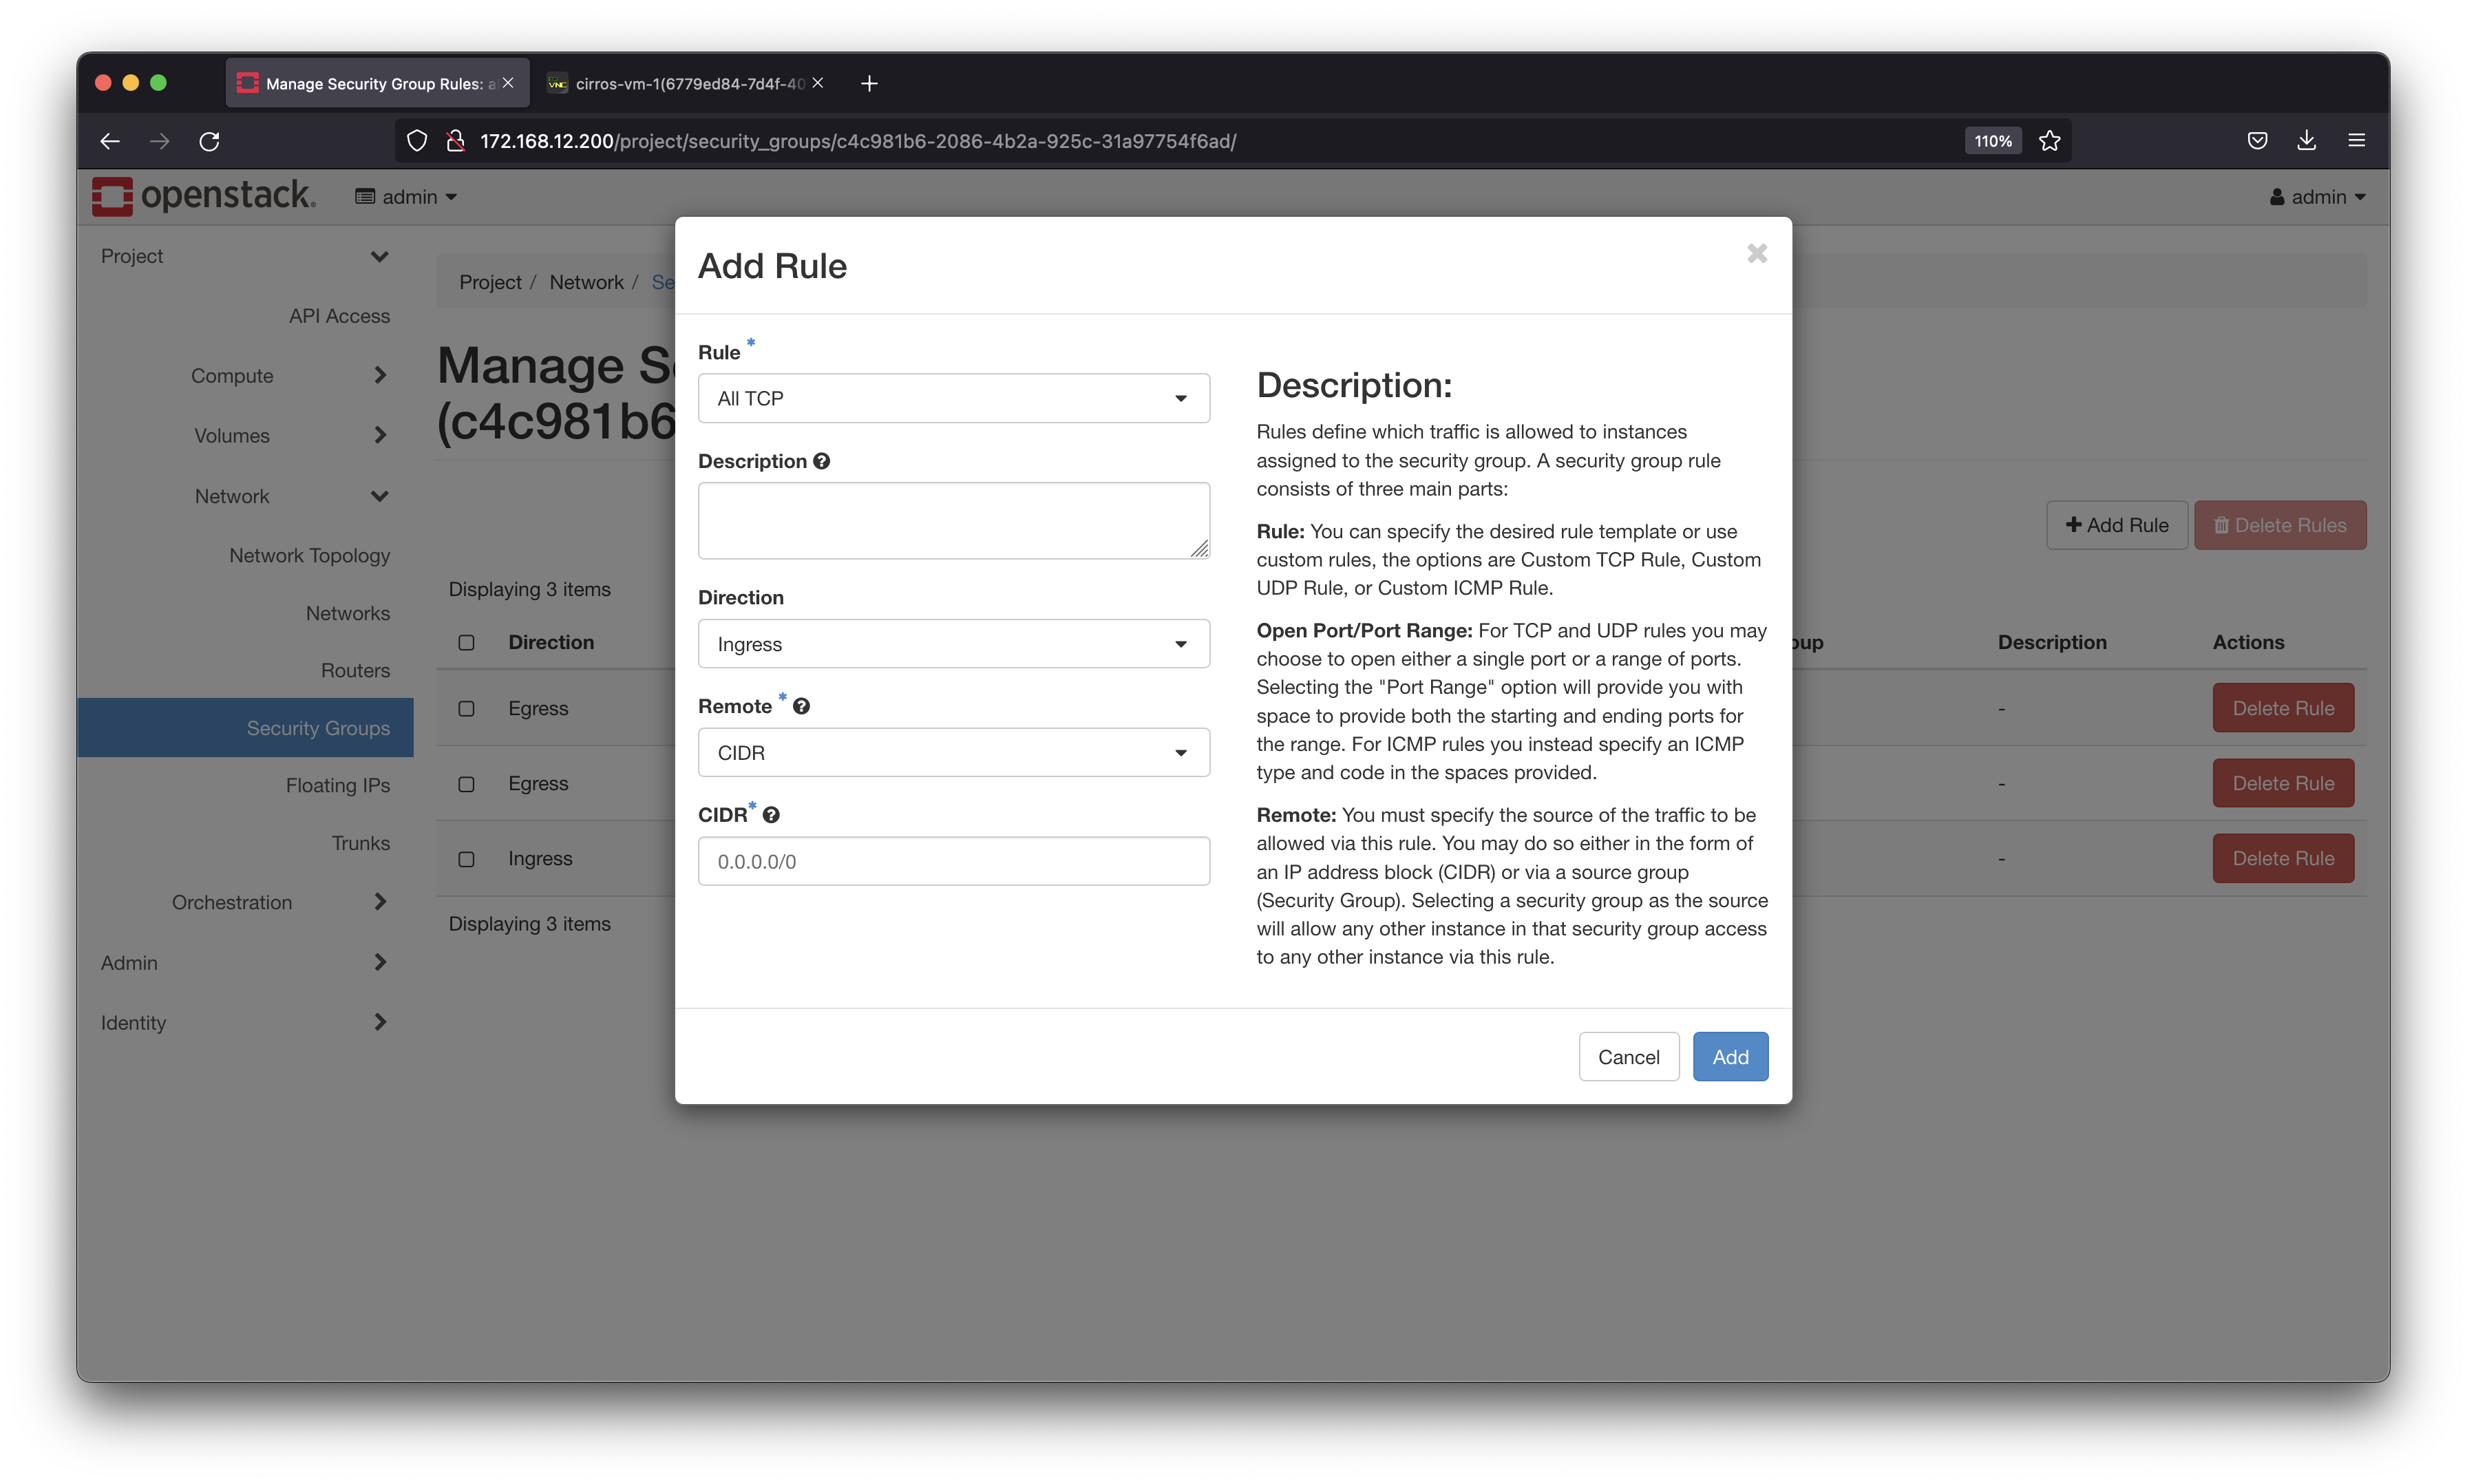 Manage Security Group Rules: a
cirros-vm-1(6779ed84-7d4f-40
172.168.12.200/project/security_groups/c4c981b6-2086-4b2a-925c-31a97754f6ad/
110%
openstack.
admin
admin
Project
API Access
Compute
Volumes
Network
Network Topology
Networks
Routers
Security Groups
Floating IPs
Trunks
Orchestration
Admin
Identity
Project / Network / Se
Manage S
(c4c981b6
Add Rule
Delete Rules
Displaying 3 items
Direction
oup
Description
Actions
Egress
-
Delete Rule
Egress
-
Delete Rule
Ingress
-
Delete Rule
Displaying 3 items
Add Rule
Rule *
All TCP
Description
Direction
Ingress
Remote *
CIDR
CIDR*
0.0.0.0/0
Description:
Rules define which traffic is allowed to instances
assigned to the security group. A security group rule
consists of three main parts:
Rule: You can specify the desired rule template or use
custom rules, the options are Custom TCP Rule, Custom
UDP Rule, or Custom ICMP Rule.
Open Port/Port Range: For TCP and UDP rules you may
choose to open either a single port or a range of ports.
Selecting the "Port Range" option will provide you with
space to provide both the starting and ending ports for
the range. For ICMP rules you instead specify an ICMP
type and code in the spaces provided.
Remote: You must specify the source of the traffic to be
allowed via this rule. You may do so either in the form of
an IP address block (CIDR) or via a source group
(Security Group). Selecting a security group as the source
will allow any other instance in that security group access
to any other instance via this rule.
Cancel
Add